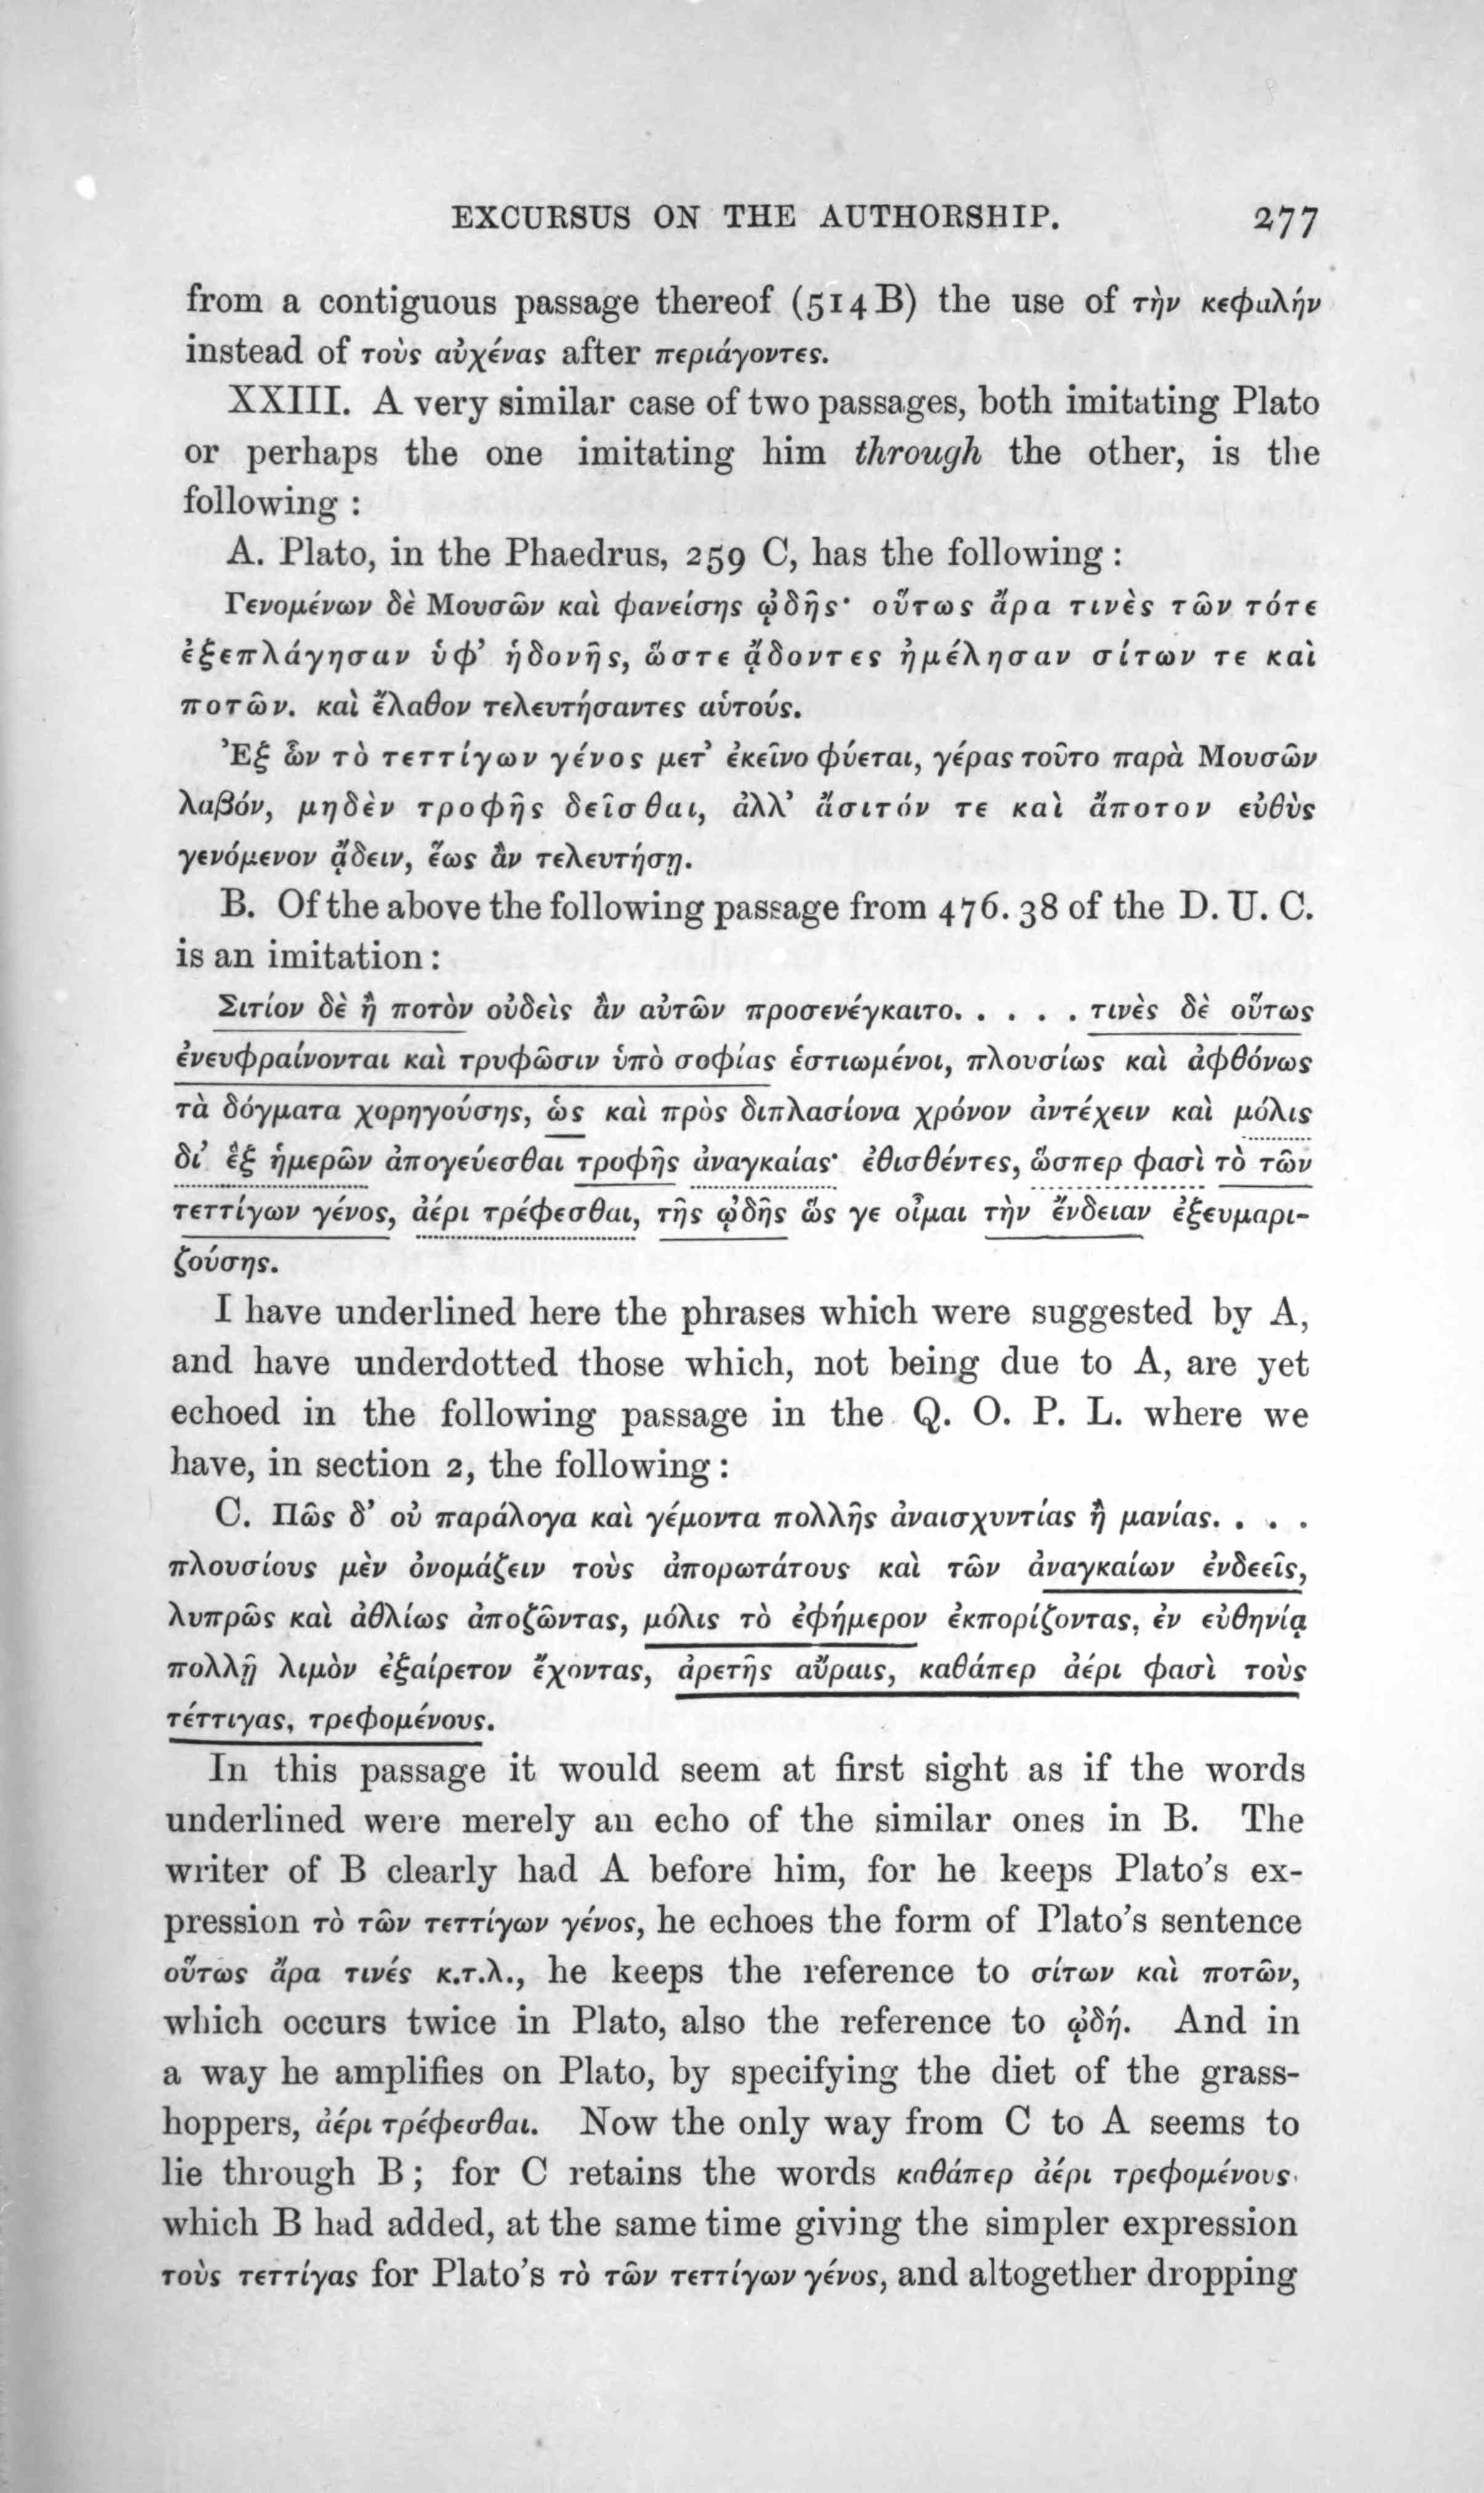 EXCURSUS ON THE AUTHORSHIP. 277
from a contiguous passage thereof (514 B) the use of τὴν κεφαλήν
instead of τοὺς αὐχένας after περιάγοντες.
XXIII. A very similar case of two passages, both imitating Plato
or perhaps the one imitating him through the other, is the
following :
A. Plato, in the Phaedrus, 259 C, has the following :
Γενομένων δὲ Μουσῶν καὶ φανείσης ᾠδῆς· οὕτως ἄρα τινὲς τῶν τότε
ἐξεπλάγησαν ὑφ’ ἡδονῆς, ὥστε ᾄδοντες ἠμέλησαν σίτων τε καὶ
ποτῶν. καὶ ἔλαθον τελευτήσαντες αὑτούς.
Ἐξ ὧν τὸ τεττίγων γένος μετ’ ἐκεῖνο φύεται, γέρας τοῦτο παρὰ Μουσῶν
λαβόν, μηδὲν τροφῆς δεῖσθαι, ἀλλ’ ἄσιτόν τε καὶ ἄποτον εὐθὺς
γενόμενον ᾄδειν, ἕως ἂν τελευτήσῃ.
B. Of the above the following passage from 476. 38 of the D. U. C.
is an imitation :
Σιτίον δὲ ἢ ποτὸν οὐδεὶς ἂν αὐτῶν προσενέγκαιτο. . . . . τινὲς δὲ οὕτως
ἐνευφραίνονται καὶ τρυφῶσιν ὑπὸ σοφίας ἑστιωμένοι, πλουσίως καὶ ἀφθόνως
τὰ δόγματα χορηγούσης, ὡς καὶ πρὸς διπλασίονα χρόνον ἀντέχειν καὶ μόλις
δι’ ἓξ ἡμερῶν ἀπογεύεσθαι τροφῆς ἀναγκαίας· ἐθισθέντες, ὥσπερ φασὶ τὸ τῶν
τεττίγων γένος, ἀέρι τρέφεσθαι, τῆς ᾠδῆς ὥς γε οἶμαι τὴν ἔνδειαν ἐξευμαρι-
ζούσης.
I have underlined here the phrases which were suggested by A,
and have underdotted those which, not being due to A, are yet
echoed in the following passage in the Q. O. P. L. where we
have, in section 2, the following :
C. Πῶς δ’ οὐ παράλογα καὶ γέμοντα πολλῆς ἀναισχυντίας ἢ μανίας. . . .
πλουσίους μὲν ὀνομάζειν τοὺς ἀπορωτάτους καὶ τῶν ἀναγκαίων ἐνδεεῖς,
λυπρῶς καὶ ἀθλίως ἀποζῶντας, μόλις τὸ ἐφήμερον ἐκπορίζοντας, ἐν εὐθηνίᾳ
πολλῇ λιμὸν ἐξαίρετον ἔχοντας, ἀρετῆς αὔραις, καθάπερ ἀέρι φασὶ τοὺς
τέττιγας, τρεφομένους.
In this passage it would seem at first sight as if the words
underlined were merely an echo of the similar ones in B. The
writer of B clearly had A before him, for he keeps Plato’s ex-
pression τὸ τῶν τεττίγων γένος, he echoes the form of Plato’s sentence
οὕτως ἄρα τινές κ.τ.λ., he keeps the reference to σίτων καὶ ποτῶν,
which occurs twice in Plato, also the reference to ᾠδή. And in
a way he amplifies on Plato, by specifying the diet of the grass-
hoppers, ἀέρι τρέφεσθαι. Now the only way from C to A seems to
lie through B ; for C retains the words καθάπερ ἀέρι τρεφομένους
which B had added, at the same time giving the simpler expression
τοὺς τεττίγας for Plato’s τὸ τῶν τεττίγων γένος, and altogether dropping